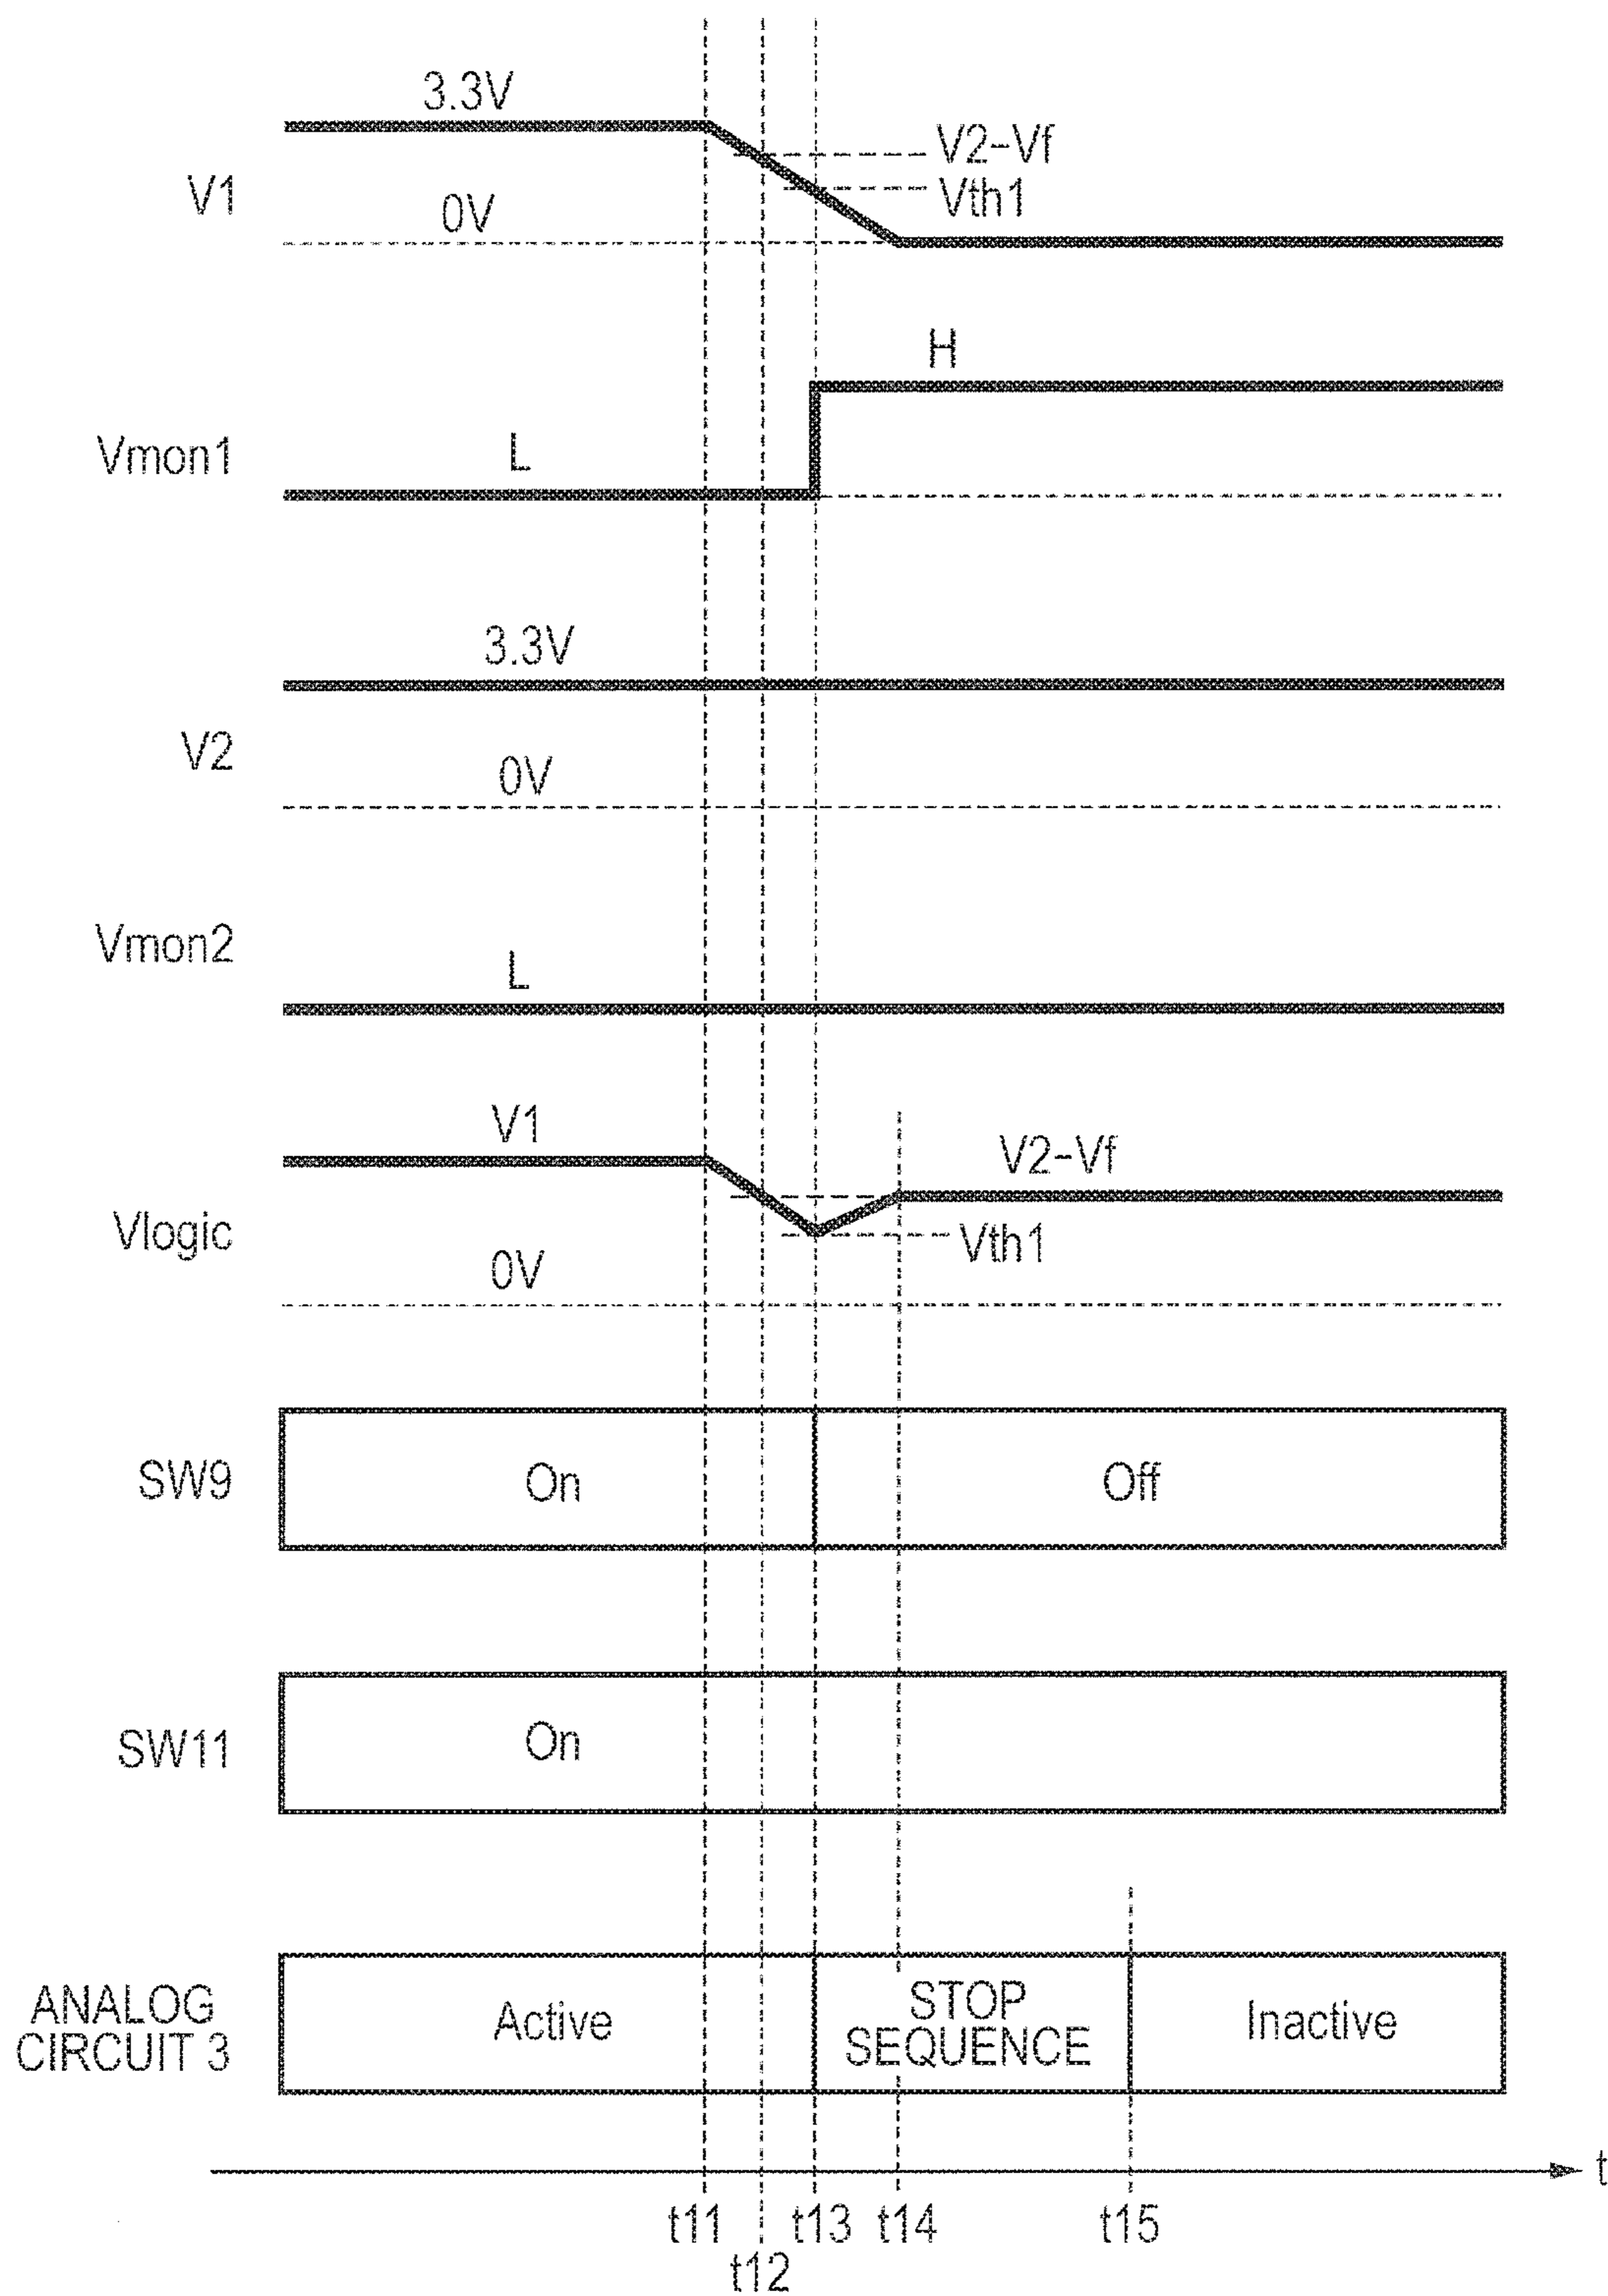 3.3V
V2-Vf
V1
Vth1
0V
H
Vmon1
L
3.3V
V2
0V
Vmon2
L
V1
V2-Vf
Vlogic
Vth1
0V
SW9
On
Off
SW11
On
ANALOG
CIRCUIT 3
Active
STOP
SEQUENCE
Inactive
t
t11
t13
t14
t15
t12